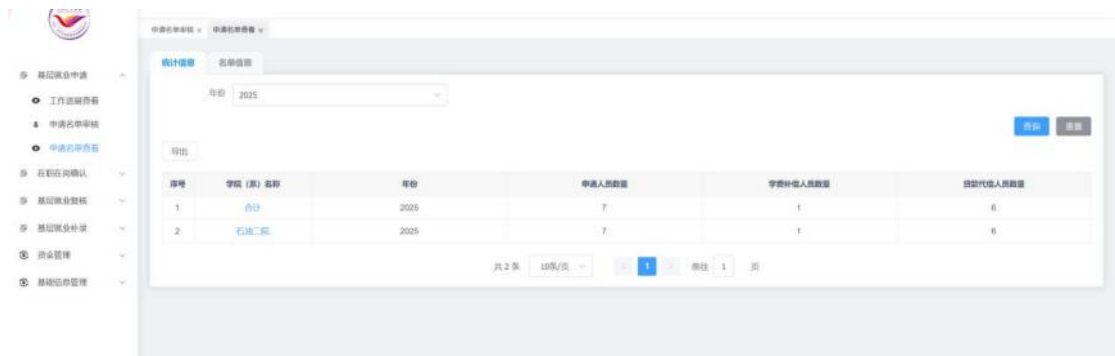 申请名单审核 × 申请名单查看 ×
统计信息 名单信息
基层就业申请
工作进展查看
申请名单审核
申请名单查看
在职在岗确认
基层就业复核
基层就业补录
资金管理
基础信息管理
年份 2025
查询 重置
导出
序号 学院（系）名称 年份 申请人员数量 学费补偿人员数量 贷款代偿人员数量
1 合计 2025 7 1 6
2 石油二院 2025 7 1 6
共 2 条 10条/页 < 1 > 前往 1 页